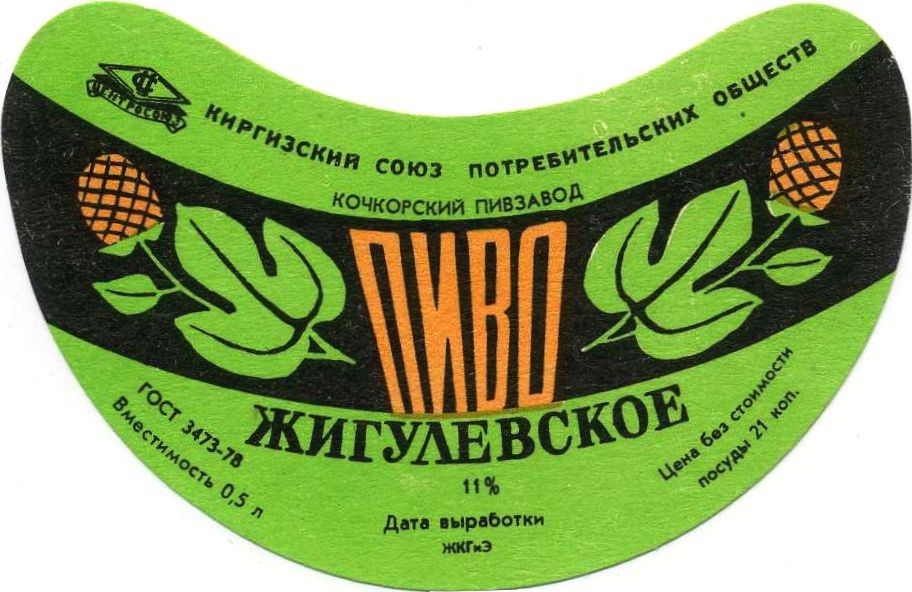 ЦЕНТРОСОЮЗ
КИРГИЗСКИЙ СОЮЗ ПОТРЕБИТЕЛЬСКИХ ОБЩЕСТВ
КОЧКОРСКИЙ ПИВЗАВОД
ПИВО
ЖИГУЛЕВСКОЕ
ГОСТ 3473-78
Вместимость 0,5 л
11%
Дата выработки
ЖКГиЭ
Цена без стоимости
посуды 21 коп.